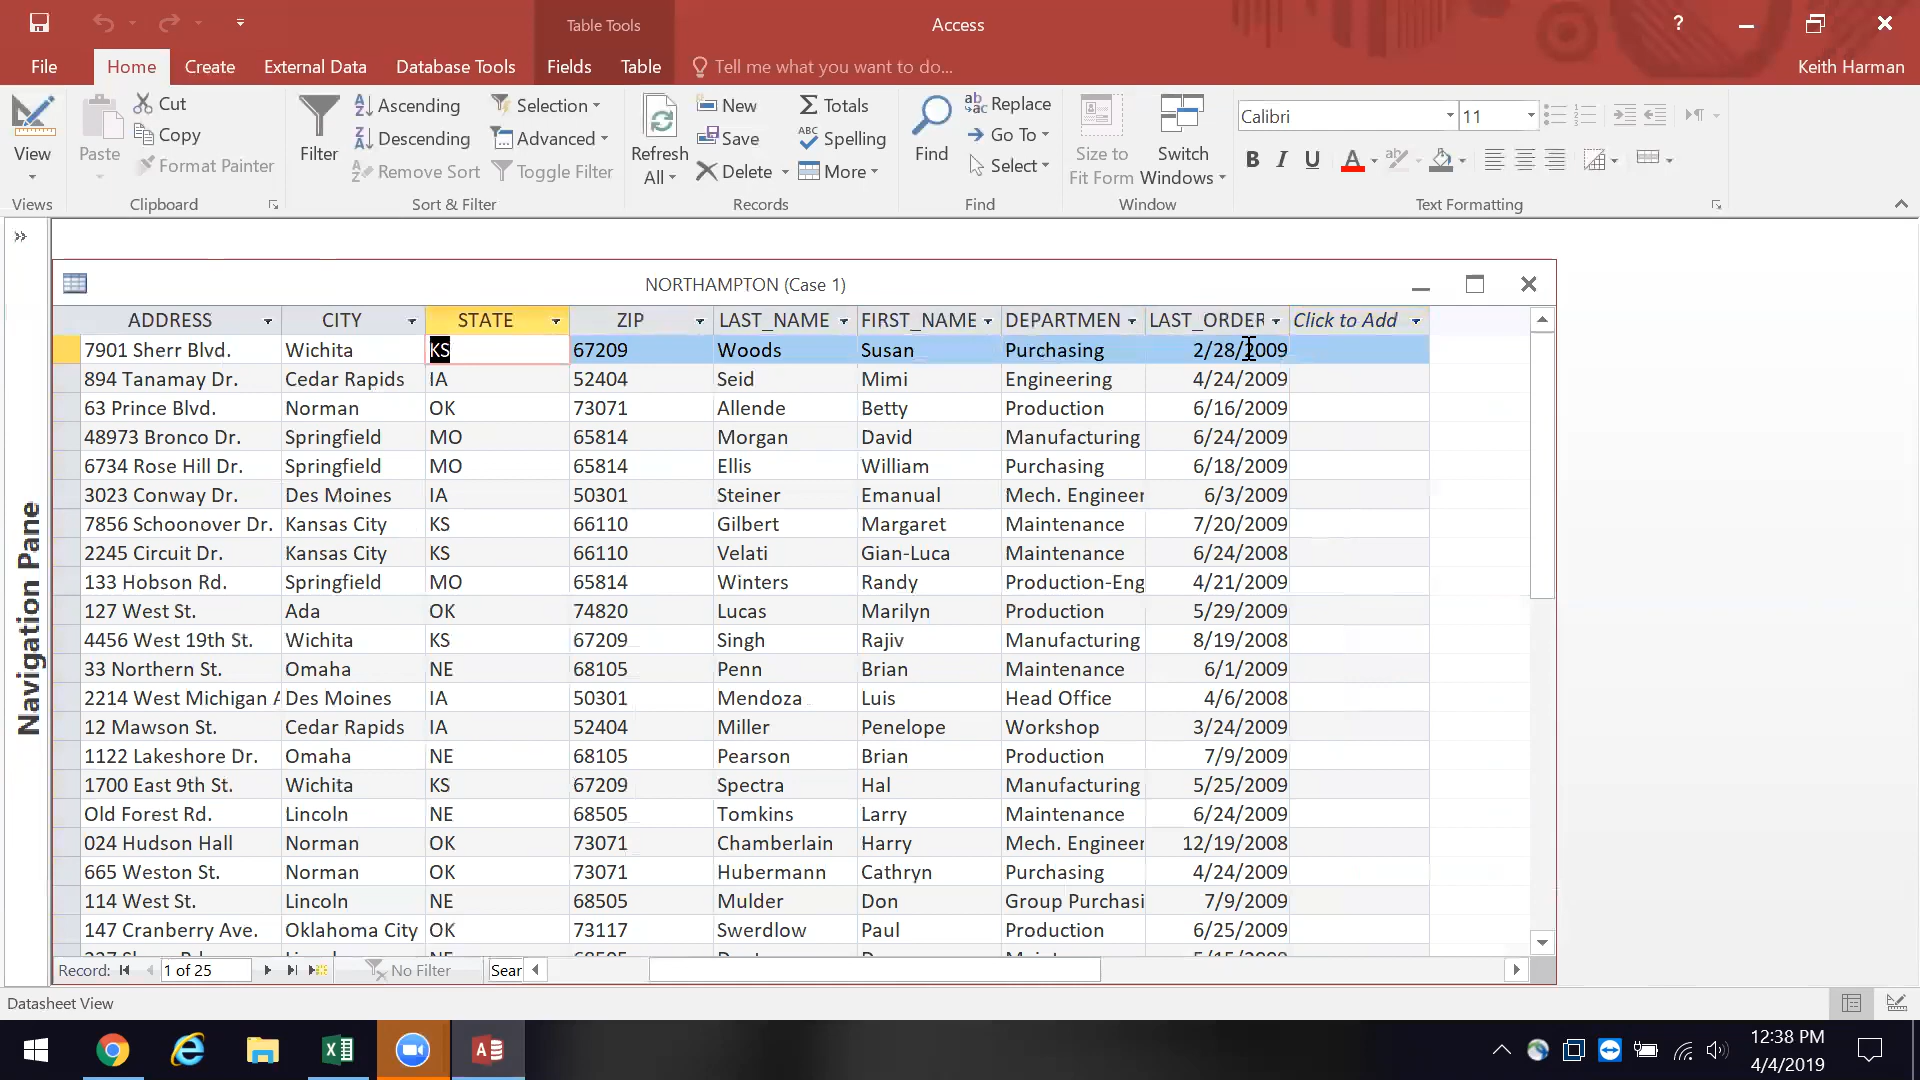 Table Tools
Access
?
File
Home
Create
External Data
Database Tools
Fields
Table
Tell me what you want to do...
Keith Harman
View
Views
Paste
Cut
Copy
Format Painter
Clipboard
Filter
Ascending
Descending
Remove Sort
Selection
Advanced
Toggle Filter
Sort & Filter
Refresh
All
New
Save
Delete
Totals
Spelling
More
Records
Find
Replace
Go To
Select
Find
Size to
Fit Form
Switch
Windows
Window
Calibri
11
B I U A
Text Formatting
Navigation Pane
NORTHAMPTON (Case 1)
ADDRESS CITY STATE ZIP LAST_NAME FIRST_NAME DEPARTMEN LAST_ORDER Click to Add
7901 Sherr Blvd. Wichita KS 67209 Woods Susan Purchasing 2/28/2009
894 Tanamay Dr. Cedar Rapids IA 52404 Seid Mimi Engineering 4/24/2009
63 Prince Blvd. Norman OK 73071 Allende Betty Production 6/16/2009
48973 Bronco Dr. Springfield MO 65814 Morgan David Manufacturing 6/24/2009
6734 Rose Hill Dr. Springfield MO 65814 Ellis William Purchasing 6/18/2009
3023 Conway Dr. Des Moines IA 50301 Steiner Emanual Mech. Engineer 6/3/2009
7856 Schoonover Dr. Kansas City KS 66110 Gilbert Margaret Maintenance 7/20/2009
2245 Circuit Dr. Kansas City KS 66110 Velati Gian-Luca Maintenance 6/24/2008
133 Hobson Rd. Springfield MO 65814 Winters Randy Production-Eng 4/21/2009
127 West St. Ada OK 74820 Lucas Marilyn Production 5/29/2009
4456 West 19th St. Wichita KS 67209 Singh Rajiv Manufacturing 8/19/2008
33 Northern St. Omaha NE 68105 Penn Brian Maintenance 6/1/2009
2214 West Michigan A Des Moines IA 50301 Mendoza Luis Head Office 4/6/2008
12 Mawson St. Cedar Rapids IA 52404 Miller Penelope Workshop 3/24/2009
1122 Lakeshore Dr. Omaha NE 68105 Pearson Brian Production 7/9/2009
1700 East 9th St. Wichita KS 67209 Spectra Hal Manufacturing 5/25/2009
Old Forest Rd. Lincoln NE 68505 Tomkins Larry Maintenance 6/24/2009
024 Hudson Hall Norman OK 73071 Chamberlain Harry Mech. Engineer 12/19/2008
665 Weston St. Norman OK 73071 Hubermann Cathryn Purchasing 4/24/2009
114 West St. Lincoln NE 68505 Mulder Don Group Purchasi 7/9/2009
147 Cranberry Ave. Oklahoma City OK 73117 Swerdlow Paul Production 6/25/2009
Record: 1 of 25 No Filter Sear
Datasheet View
12:38 PM
4/4/2019